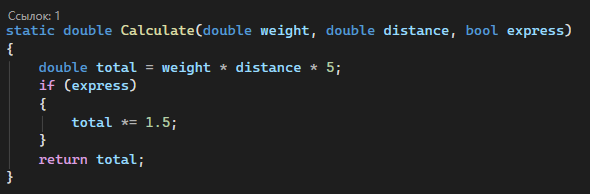 Ссылок: 1
static double Calculate(double weight, double distance, bool express)
{
    double total = weight * distance * 5;
    if (express)
    {
        total *= 1.5;
    }
    return total;
}